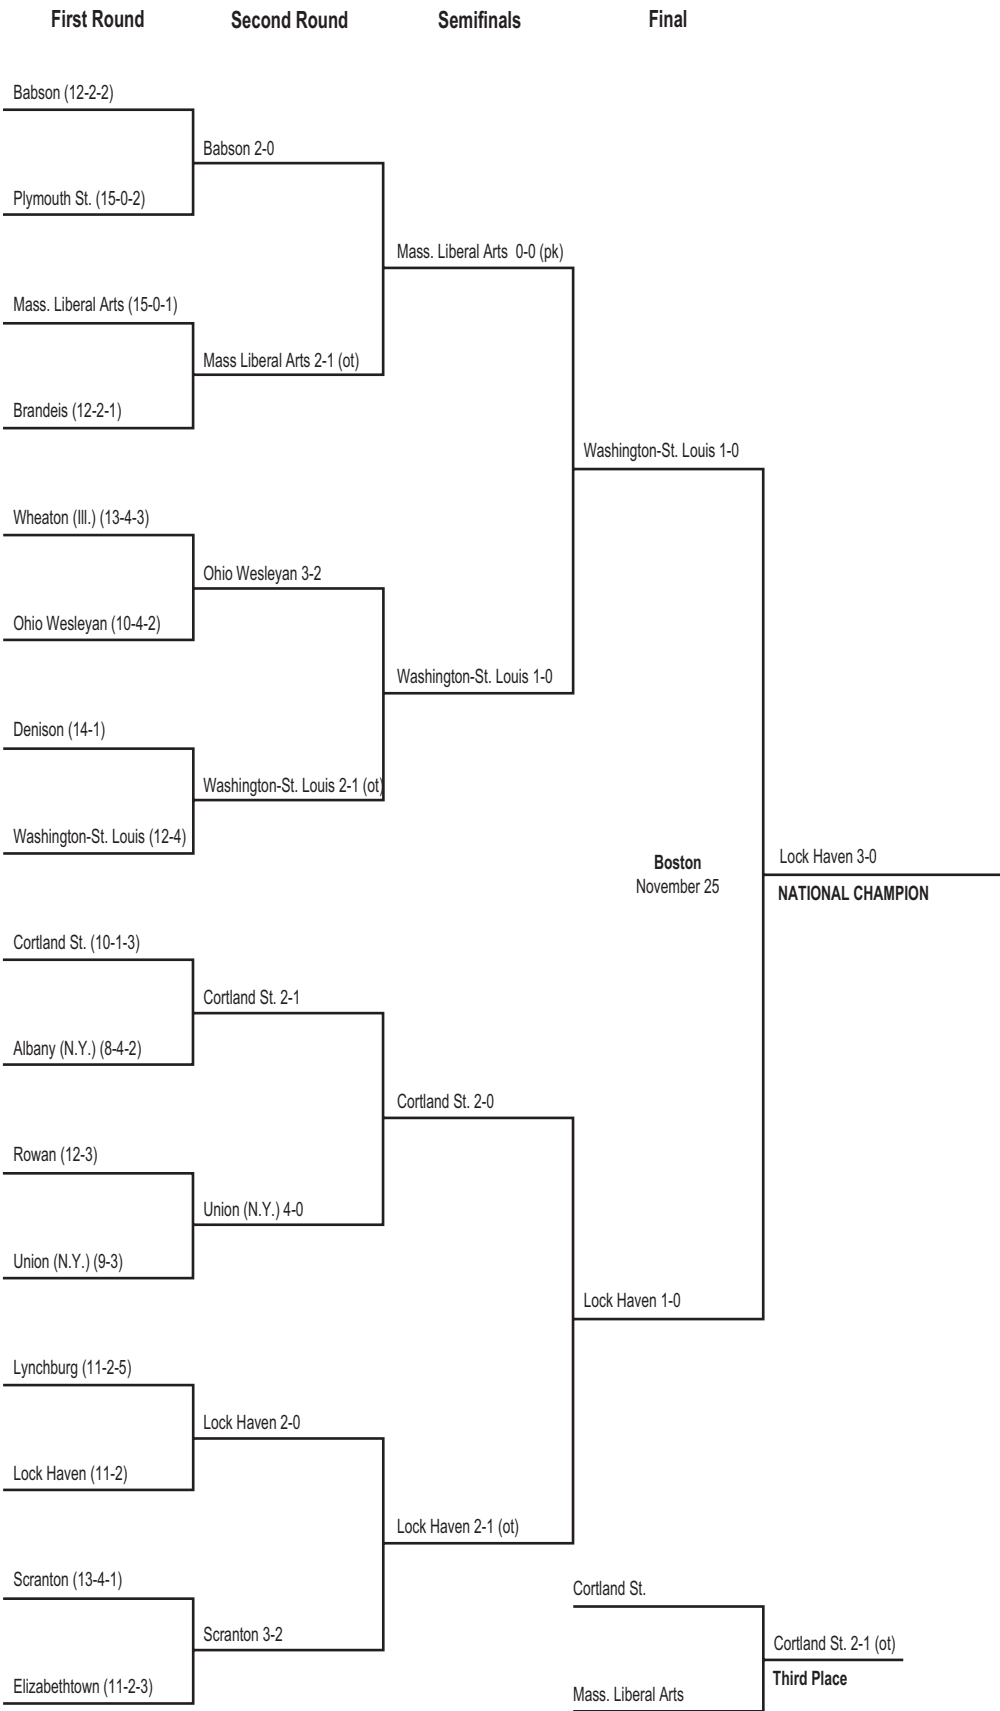 First Round Second Round Semifinals Final
Babson (12-2-2)
Babson 2-0
Plymouth St. (15-0-2)
Mass. Liberal Arts 0-0 (pk)
Mass. Liberal Arts (15-0-1)
Mass Liberal Arts 2-1 (ot)
Brandeis (12-2-1)
Washington-St. Louis 1-0
Wheaton (Ill.) (13-4-3)
Ohio Wesleyan 3-2
Ohio Wesleyan (10-4-2)
Washington-St. Louis 1-0
Denison (14-1)
Washington-St. Louis 2-1 (ot)
Washington-St. Louis (12-4)
Boston
November 25
Lock Haven 3-0
NATIONAL CHAMPION
Cortland St. (10-1-3)
Cortland St. 2-1
Albany (N.Y.) (8-4-2)
Cortland St. 2-0
Rowan (12-3)
Union (N.Y.) 4-0
Union (N.Y.) (9-3)
Lock Haven 1-0
Lynchburg (11-2-5)
Lock Haven 2-0
Lock Haven (11-2)
Lock Haven 2-1 (ot)
Scranton (13-4-1)
Scranton 3-2
Elizabethtown (11-2-3)
Cortland St.
Cortland St. 2-1 (ot)
Third Place
Mass. Liberal Arts